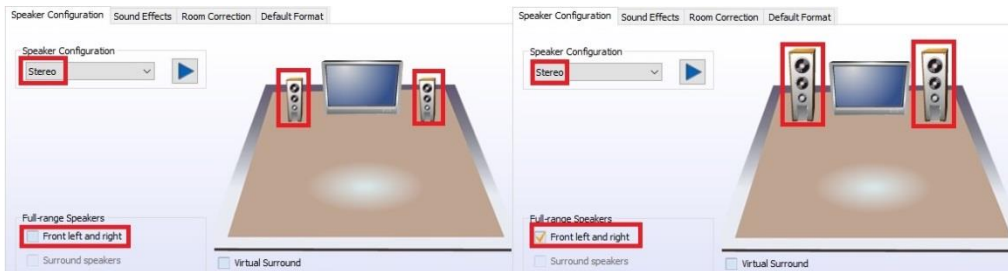 Speaker Configuration Sound Effects Room Correction Default Format
Speaker Configuration
Stereo
Full-range Speakers
Front left and right
Surround speakers
Virtual Surround
Speaker Configuration Sound Effects Room Correction Default Format
Speaker Configuration
Stereo
Full-range Speakers
Front left and right
Surround speakers
Virtual Surround